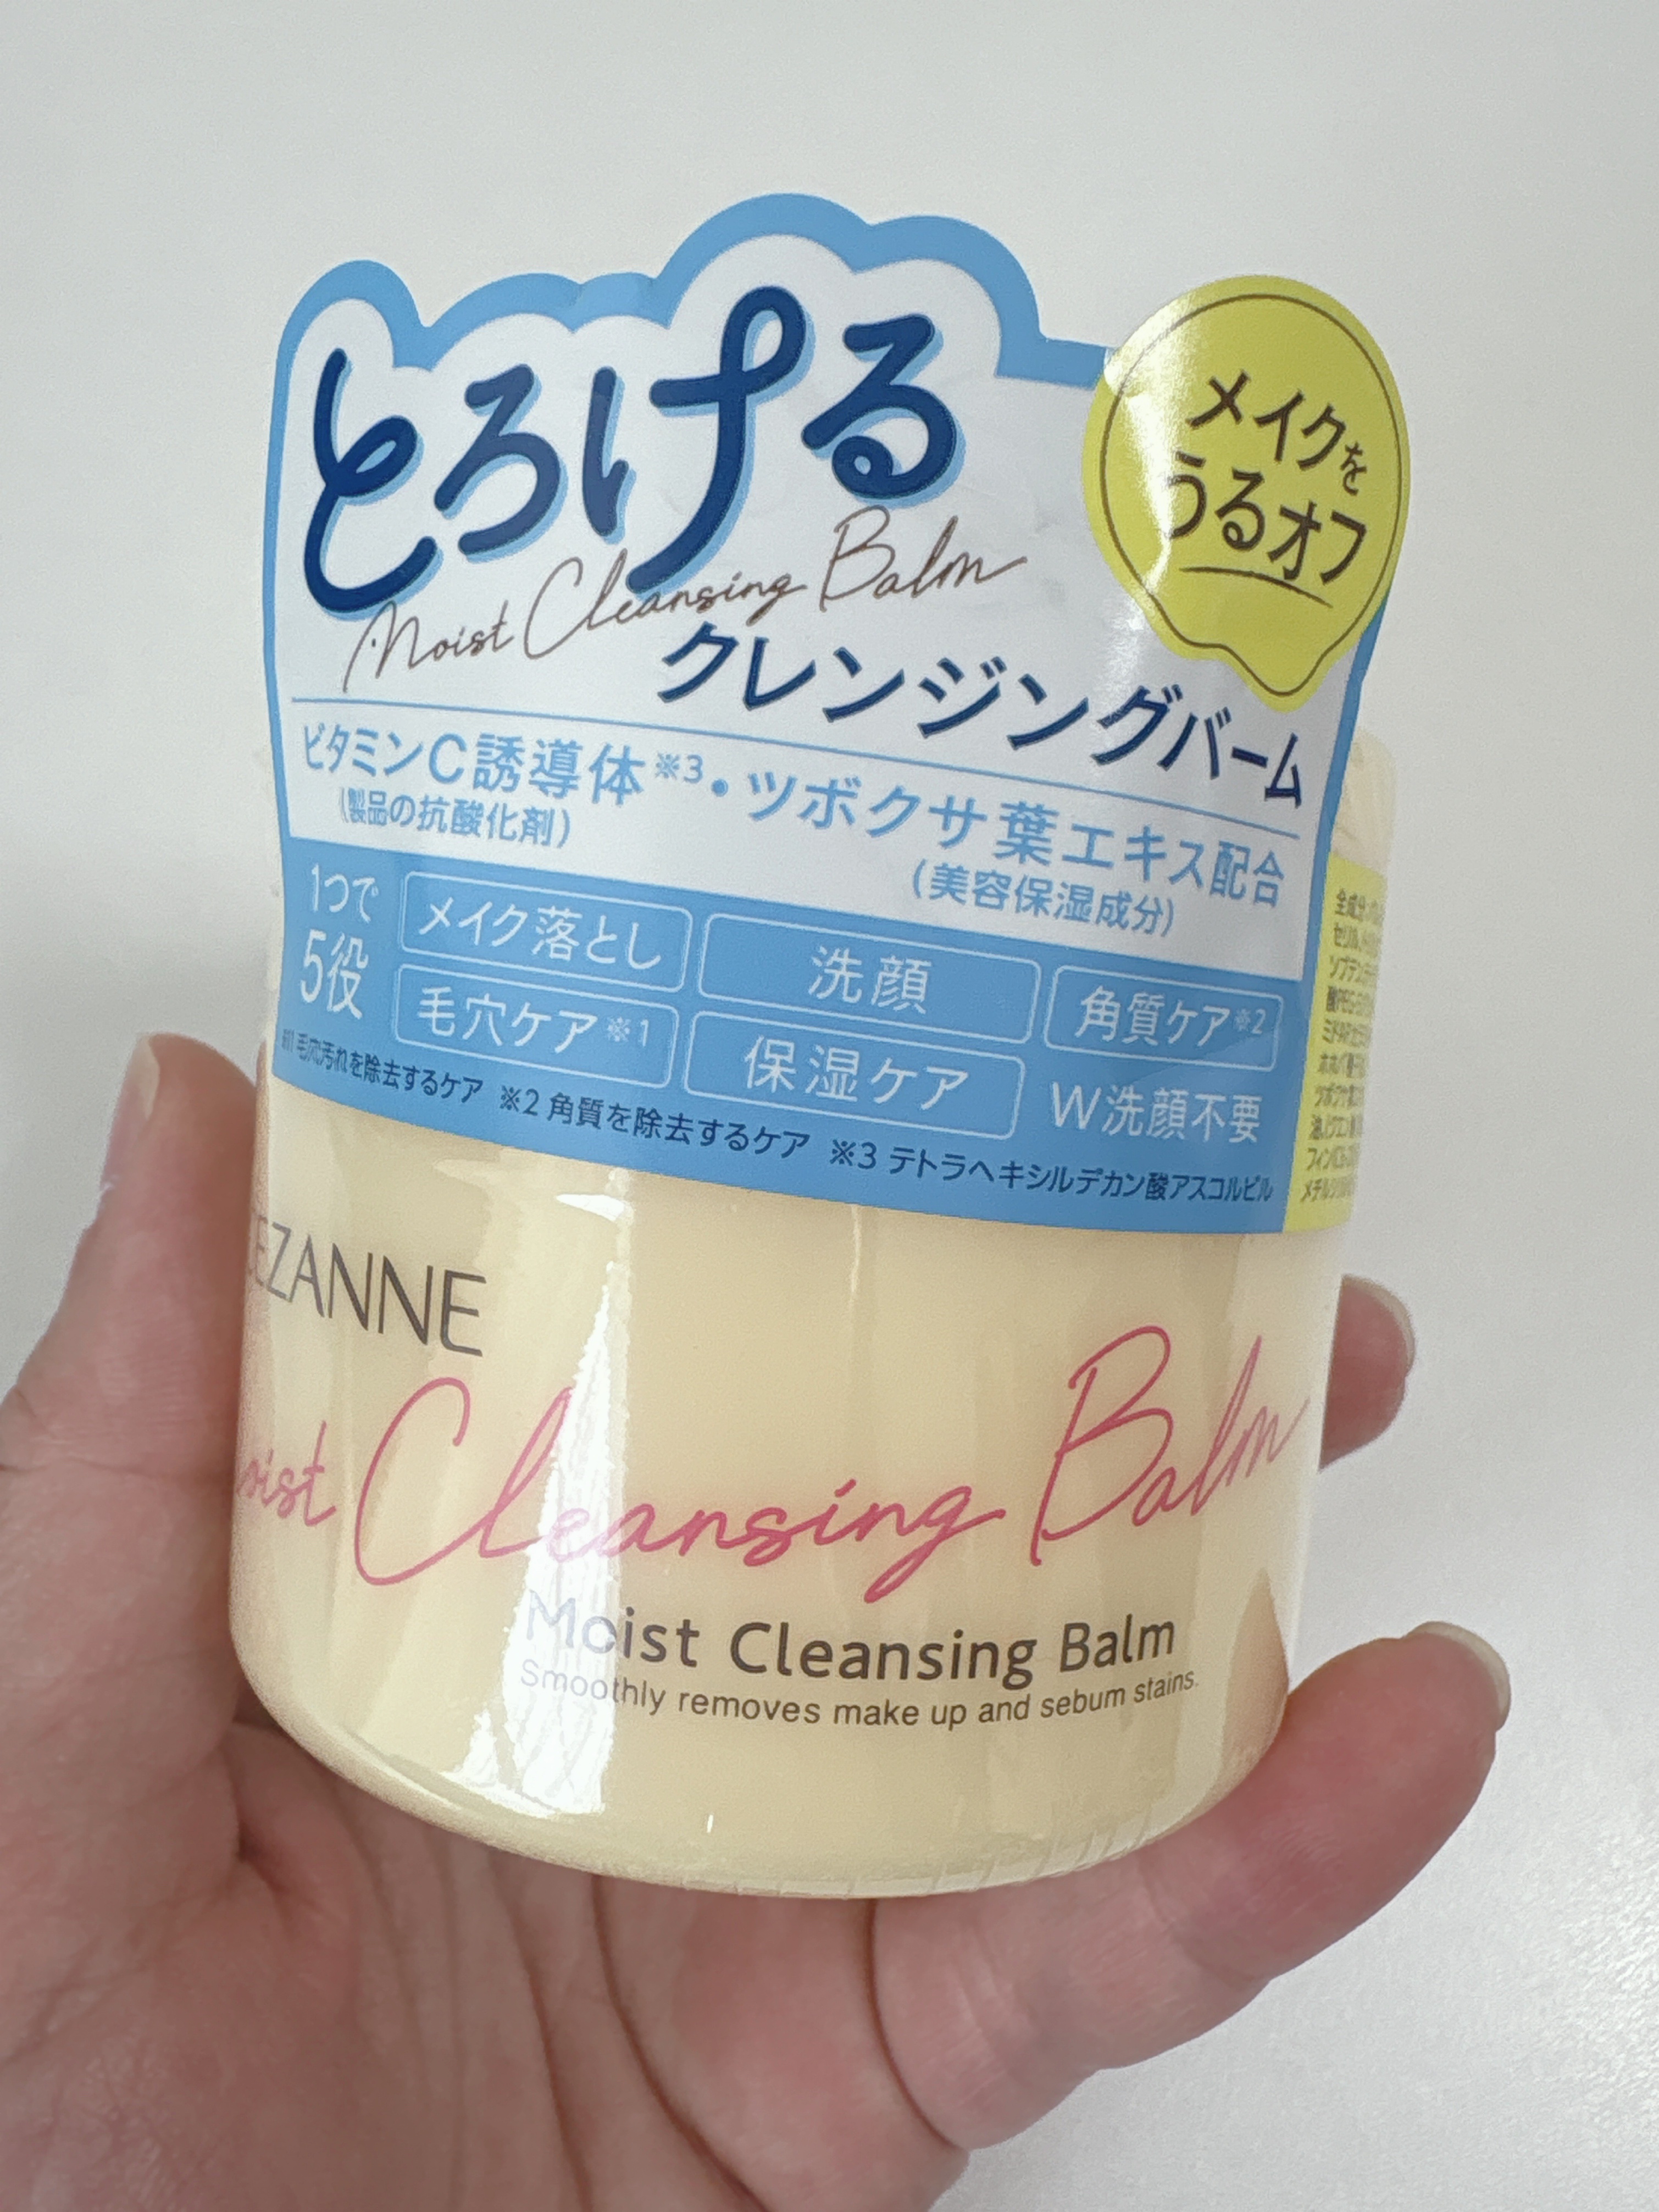 とろける
メイクを
うるオフ
Moist Cleansing Balm
クレンジングバーム
ビタミンC誘導体※3・ツボクサ葉エキス配合
(製品の抗酸化剤)
(美容保湿成分)
1つで
5役
メイク落とし
洗顔
角質ケア※2
毛穴ケア※1
保湿ケア
W洗顔不要
※1 毛穴汚れを除去するケア ※2 角質を除去するケア ※3 テトラヘキシルデカン酸アスコルビル
全成分
EZANNE
oist Cleansing Balm
Moist Cleansing Balm
Smoothly removes make up and sebum stains.